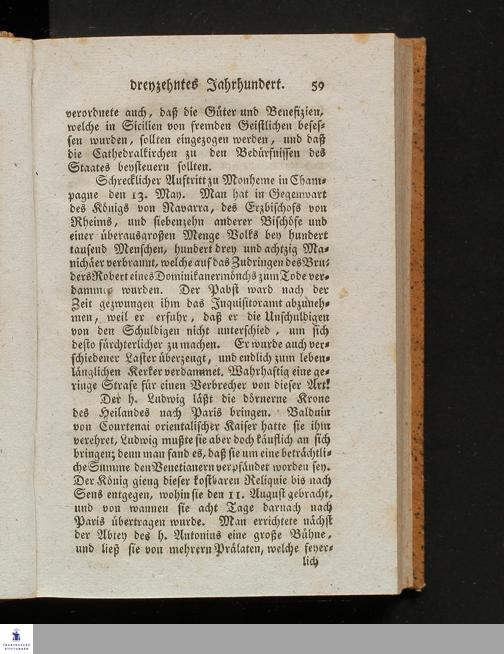 dreyzehntes Jahrhundert. 59
verordnete auch, daß die Güter und Benefizien,
welche in Sicilien von fremden Geistlichen beses-
sen wurden, sollten eingezogen werden, und daß
die Cathedralkirchen zu den Bedürfnissen des
Staates beysteuern sollten.
Schrecklicher Auftritt zu Monheme in Cham-
pagne den 13. May. Man hat in Gegenwart
des Königs von Navarra, des Erzbischofs von
Rheims, und siebenzehn anderer Bischöfe und
einer überausgroßen Menge Volks bey hundert
tausend Menschen, hundert drey und achtzig Ma-
nichäer verbrannt, welche auf das Zudringen des Bru-
ders Robert eines Dominikanermönchs zum Tode ver-
dammt wurden. Der Pabst ward nach der
Zeit gezwungen ihm das Inquisitoramt abzuneh-
men, weil er erfuhr, daß er die Unschuldigen
von den Schuldigen nicht unterschied, um sich
desto fürchterlicher zu machen. Er wurde auch ver-
schiedener Laster überzeugt, und endlich zum leben-
länglichen Kerker verdammet. Wahrhaftig eine ge-
ringe Strafe für einen Verbrecher von dieser Art!
Der h. Ludwig läßt die dörnerne Krone
des Heilandes nach Paris bringen. Balduin
von Courtenai orientalischer Kaiser hatte sie ihm
verehret, Ludwig mußte sie aber doch käuflich an sich
bringen; denn man fand es, daß sie um eine beträchtli-
che Summe den Venetianern verpfändet worden sey.
Der König gieng dieser kostbaren Reliquie bis nach
Sens entgegen, wohin sie den 11. August gebracht,
und von wannen sie acht Tage darnach nach
Paris übertragen wurde. Man errichtete nächst
der Abtey des h. Antonius eine große Bühne,
und ließ sie von mehrern Prälaten, welche feyer-
lich